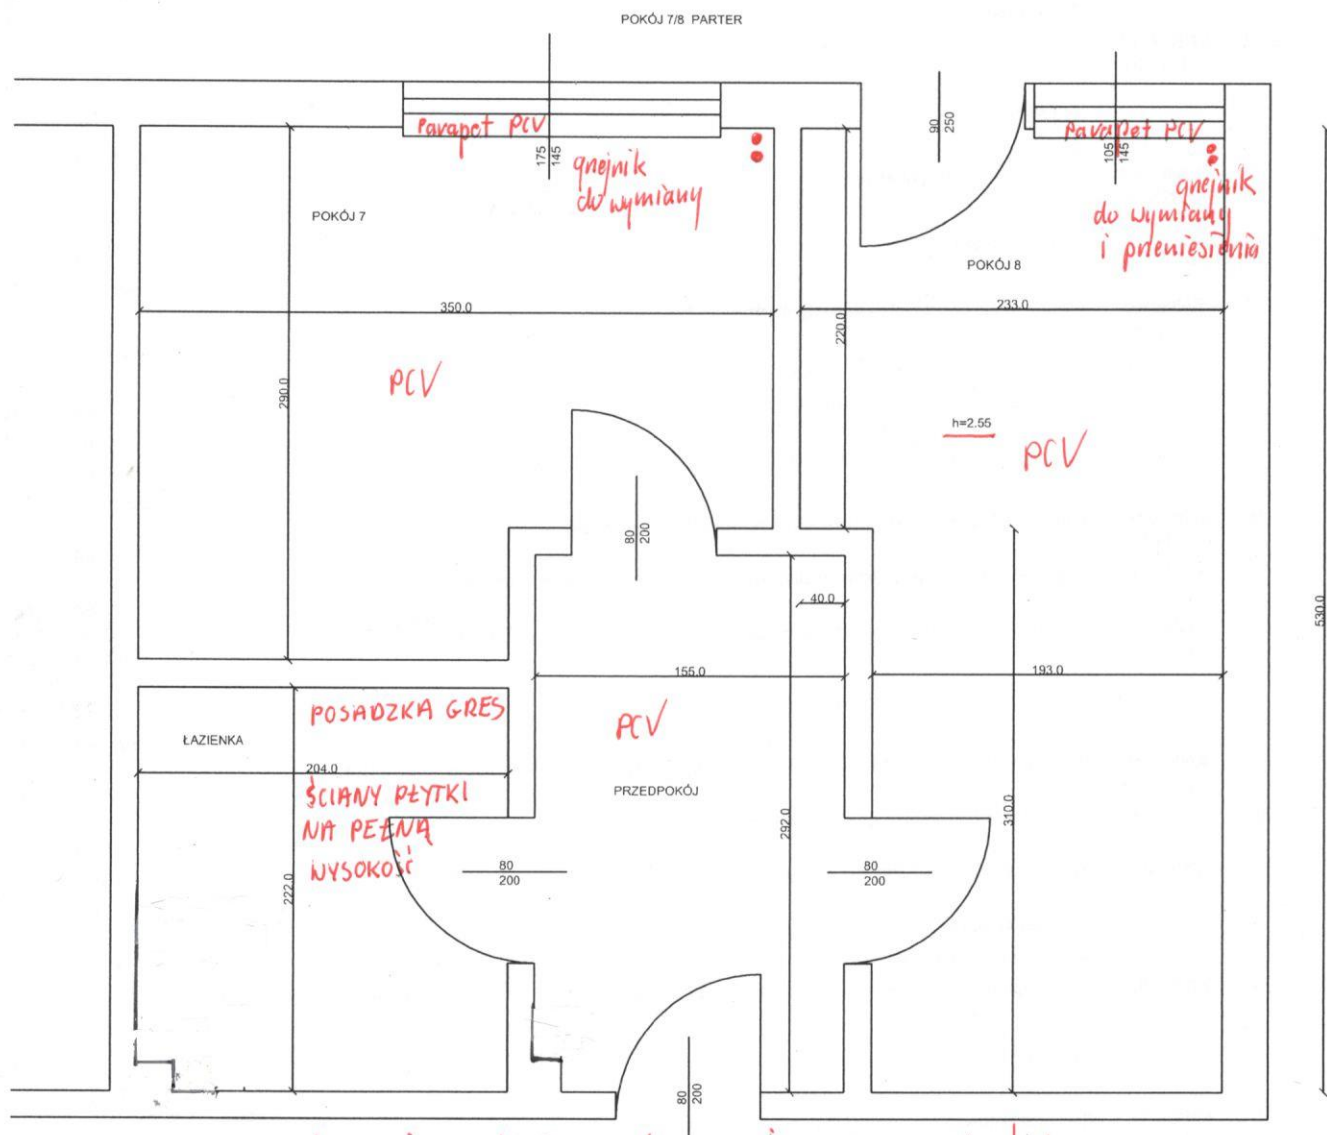 POKÓJ 7/8 PARTER
Parapet PCV
175
145
90
250
Parapet PCV
105
145
grzejnik
do wymiany
grzejnik
do wymiany
i przeniesienia
POKÓJ 7
POKÓJ 8
350.0
233.0
220.0
290.0
PCV
h=2.55
PCV
80
200
40.0
530.0
155.0
193.0
POSADZKA GRES
PCV
ŁAZIENKA
204.0
PRZEDPOKÓJ
ŚCIANY PŁYTKI
NA PEŁNĄ
WYSOKOŚĆ
292.0
310.0
222.0
80
200
80
200
80
200